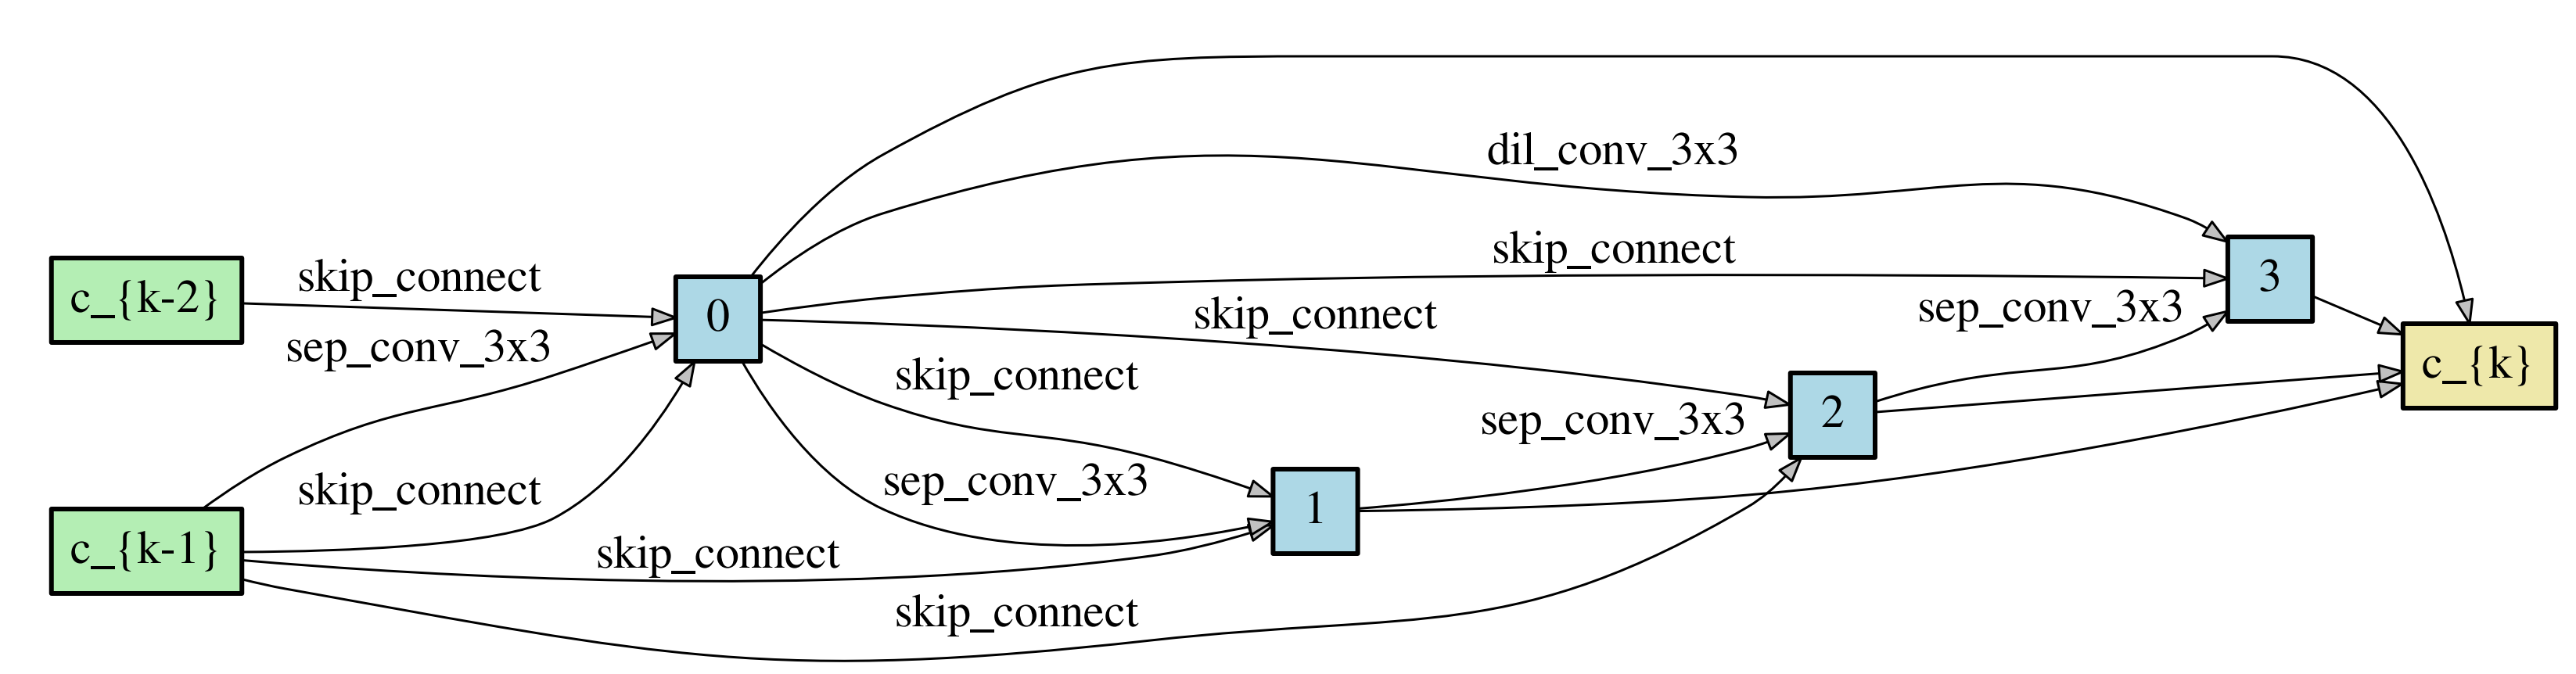 dil_conv_3x3
skip_connect
3
skip_connect
c_{k-2}
0
sep_conv_3x3
skip_connect
sep_conv_3x3
c_{k}
skip_connect
2
sep_conv_3x3
skip_connect
sep_conv_3x3
1
c_{k-1}
skip_connect
skip_connect